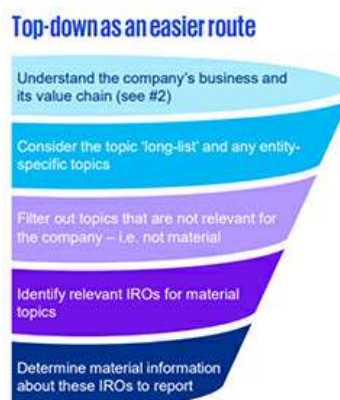 Top-down as an easier route
Understand the company's business and
its value chain (see #2)
Consider the topic 'long-list' and any entity-
specific topics
Filter out topics that are not relevant for
the company – i.e. not material
Identify relevant IROs for material
topics
Determine material information
about these IROs to report